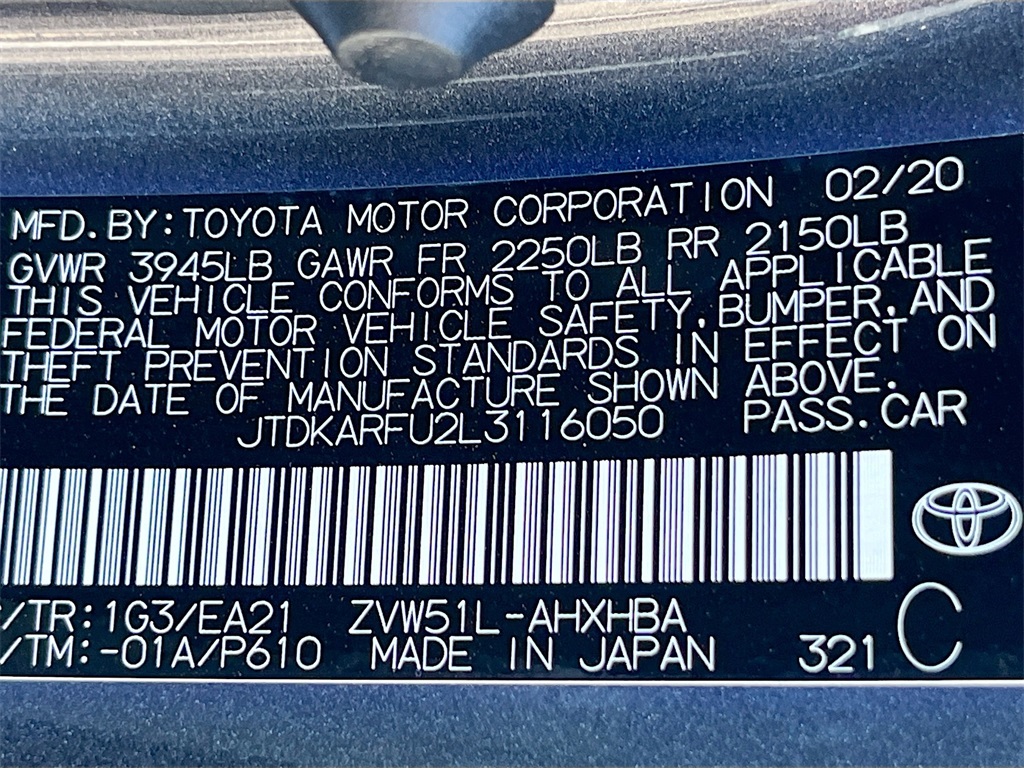 MFD. BY: TOYOTA MOTOR CORPORATION 02/20
GVWR 3945LB GAWR FR 2250LB RR 2150LB
THIS VEHICLE CONFORMS TO ALL APPLICABLE
FEDERAL MOTOR VEHICLE SAFETY, BUMPER, AND
THEFT PREVENTION STANDARDS IN EFFECT ON
THE DATE OF MANUFACTURE SHOWN ABOVE.
JTDKARFU2L3116050 PASS. CAR
/TR: 1G3/EA21 ZVW51L-AHXHBA C
/TM: -01A/P610 MADE IN JAPAN 321